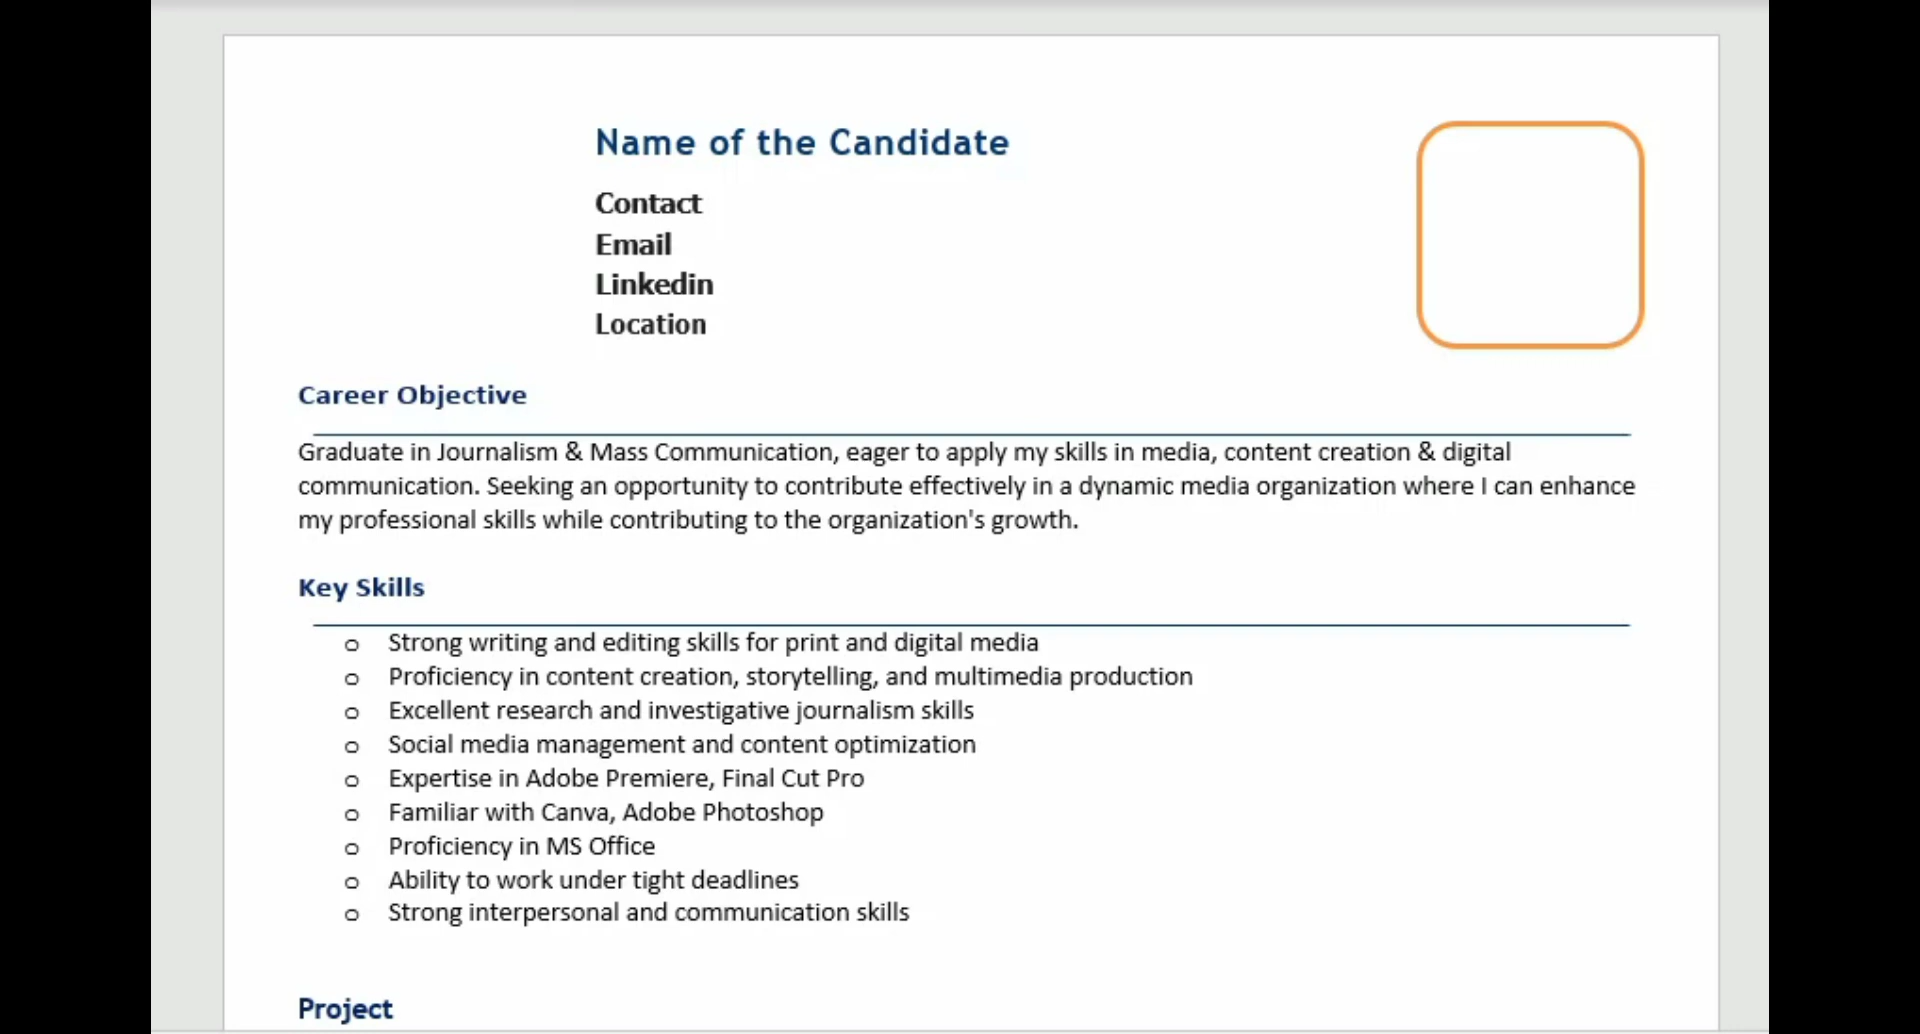 Name of the Candidate
Contact
Email
Linkedin
Location
Career Objective
Graduate in Journalism & Mass Communication, eager to apply my skills in media, content creation & digital
communication. Seeking an opportunity to contribute effectively in a dynamic media organization where I can enhance
my professional skills while contributing to the organization's growth.
Key Skills
o Strong writing and editing skills for print and digital media
o Proficiency in content creation, storytelling, and multimedia production
o Excellent research and investigative journalism skills
o Social media management and content optimization
o Expertise in Adobe Premiere, Final Cut Pro
o Familiar with Canva, Adobe Photoshop
o Proficiency in MS Office
o Ability to work under tight deadlines
o Strong interpersonal and communication skills
Project